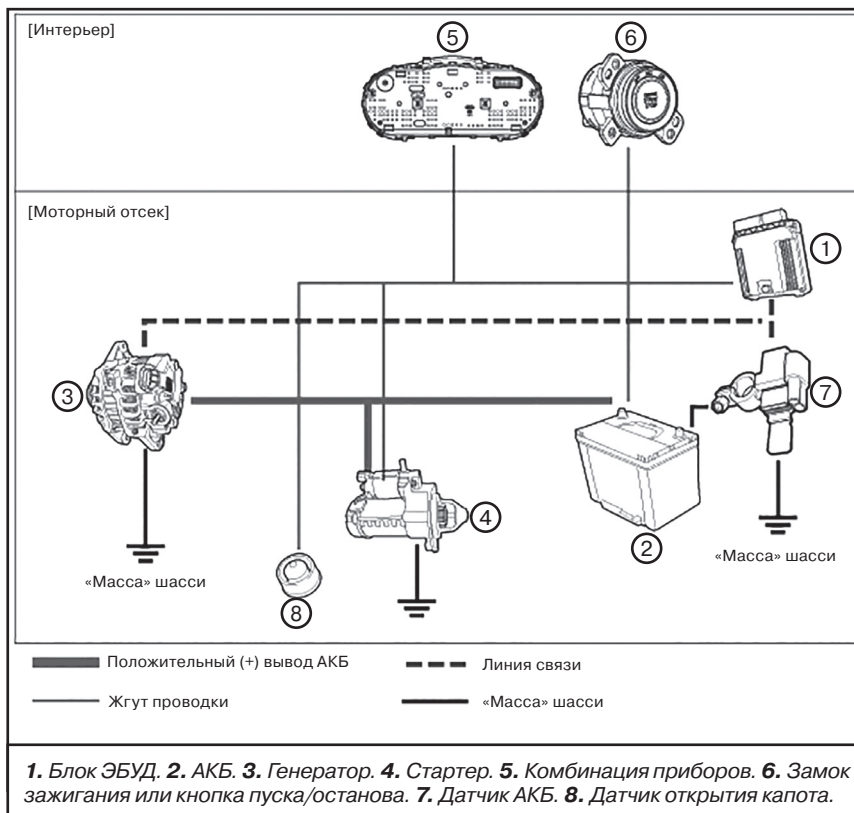 [Интерьер]
5
6
[Моторный отсек]
1
3
7
4
2
«Масса» шасси
«Масса» шасси
8
Положительный (+) вывод АКБ
Линия связи
Жгут проводки
«Масса» шасси
1. Блок ЭБУД. 2. АКБ. 3. Генератор. 4. Стартер. 5. Комбинация приборов. 6. Замок
зажигания или кнопка пуска/останова. 7. Датчик АКБ. 8. Датчик открытия капота.